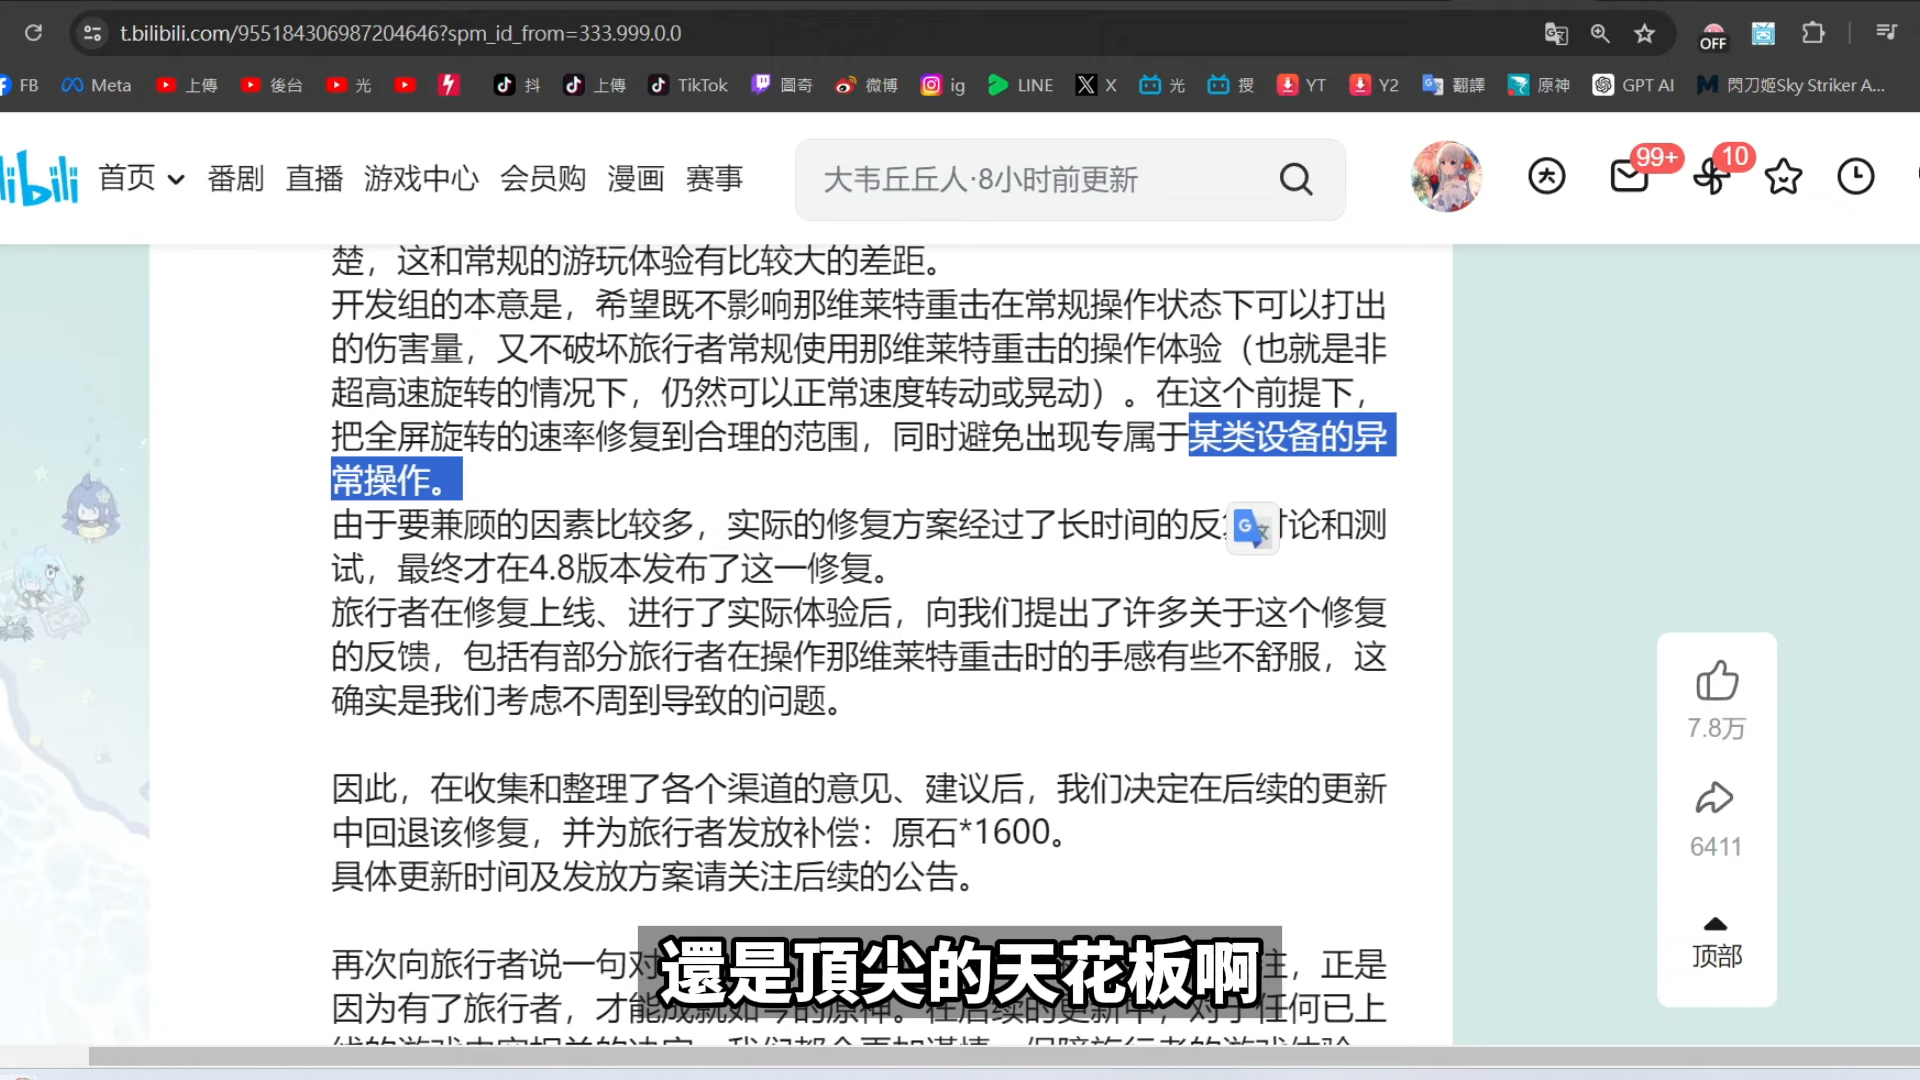 t.bilibili.com/955184306987204646?spm_id_from=333.999.0.0
OFF
FB Meta 上傳 後台 光 抖 上傳 TikTok 圖奇 微博 ig LINE X 光 搜 YT Y2 翻譯 原神 GPT AI 閃刀姬Sky Striker A...
libili 首页 番剧 直播 游戏中心 会员购 漫画 赛事
大韦丘丘人·8小时前更新
大 99+ 10
楚，这和常规的游玩体验有比较大的差距。
开发组的本意是，希望既不影响那维莱特重击在常规操作状态下可以打出
的伤害量，又不破坏旅行者常规使用那维莱特重击的操作体验（也就是非
超高速旋转的情况下，仍然可以正常速度转动或晃动）。在这个前提下，
把全屏旋转的速率修复到合理的范围，同时避免出现专属于某类设备的异
常操作。
由于要兼顾的因素比较多，实际的修复方案经过了长时间的反 讨论和测
试，最终才在4.8版本发布了这一修复。
旅行者在修复上线、进行了实际体验后，向我们提出了许多关于这个修复
的反馈，包括有部分旅行者在操作那维莱特重击时的手感有些不舒服，这
确实是我们考虑不周到导致的问题。
因此，在收集和整理了各个渠道的意见、建议后，我们决定在后续的更新
中回退该修复，并为旅行者发放补偿：原石*1600。
具体更新时间及发放方案请关注后续的公告。
再次向旅行者说一句对 注，正是
因为有了旅行者，才能成就如今的原神。在后续的更新中，对于任何已上
7.8万
6411
顶部
還是頂尖的天花板啊